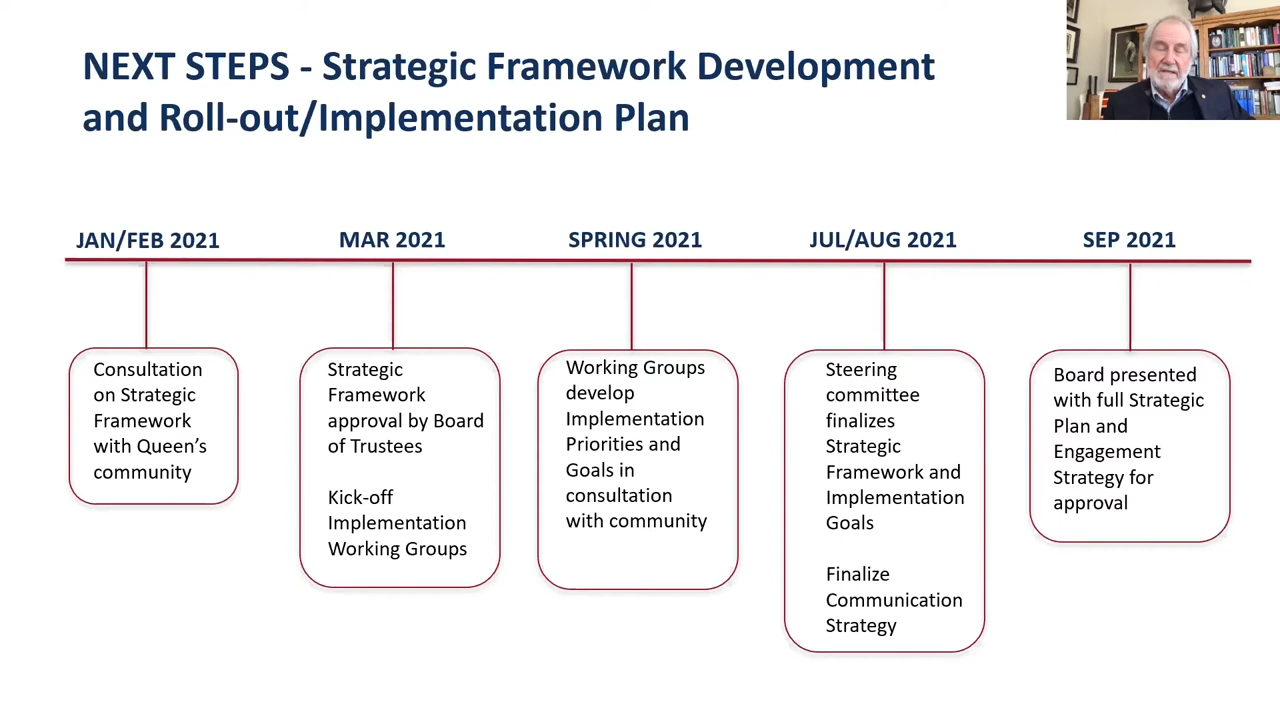 NEXT STEPS - Strategic Framework Development
and Roll-out/Implementation Plan
JAN/FEB 2021
MAR 2021
SPRING 2021
JUL/AUG 2021
SEP 2021
Consultation
on Strategic
Framework
with Queen’s
community
Strategic
Framework
approval by Board
of Trustees
Kick-off
Implementation
Working Groups
Working Groups
develop
Implementation
Priorities and
Goals in
consultation
with community
Steering
committee
finalizes
Strategic
Framework and
Implementation
Goals
Finalize
Communication
Strategy
Board presented
with full Strategic
Plan and
Engagement
Strategy for
approval